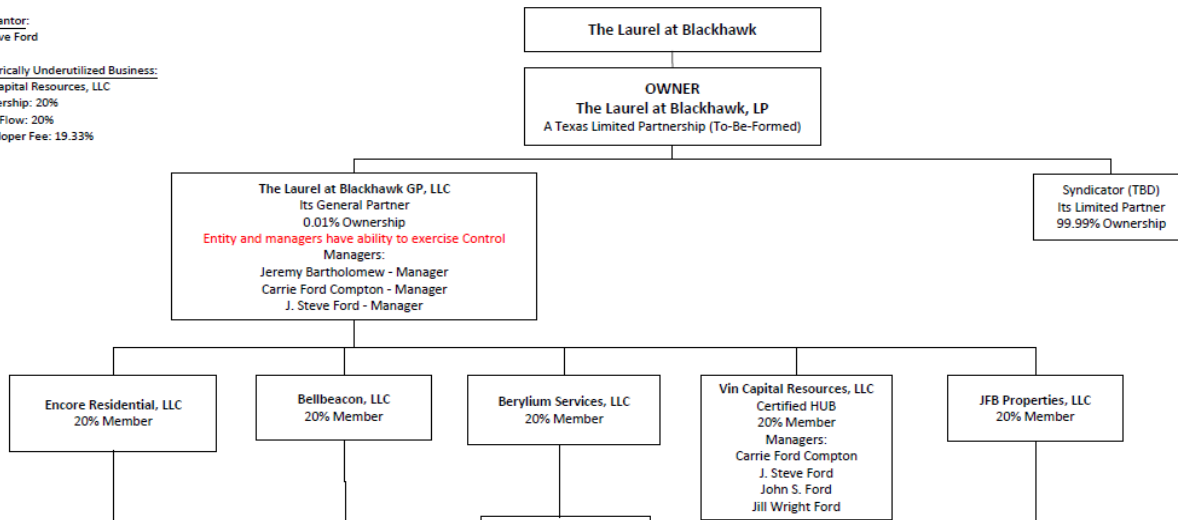 antor:
ve Ford
rically Underutilized Business:
apital Resources, LLC
ership: 20%
Flow: 20%
loper Fee: 19.33%
The Laurel at Blackhawk
OWNER
The Laurel at Blackhawk, LP
A Texas Limited Partnership (To-Be-Formed)
The Laurel at Blackhawk GP, LLC
Its General Partner
0.01% Ownership
Entity and managers have ability to exercise Control
Managers:
Jeremy Bartholomew - Manager
Carrie Ford Compton - Manager
J. Steve Ford - Manager
Syndicator (TBD)
Its Limited Partner
99.99% Ownership
Encore Residential, LLC
20% Member
Bellbeacon, LLC
20% Member
Berylium Services, LLC
20% Member
Vin Capital Resources, LLC
Certified HUB
20% Member
Managers:
Carrie Ford Compton
J. Steve Ford
John S. Ford
Jill Wright Ford
JFB Properties, LLC
20% Member